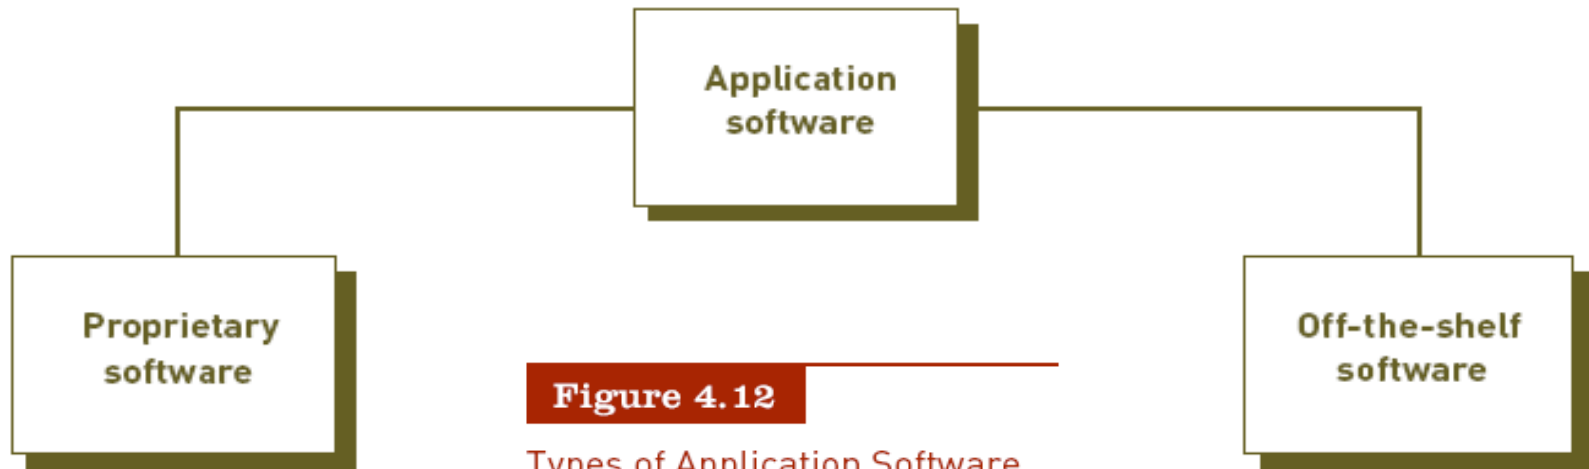 Application
software
Proprietary
software
Off-the-shelf
software
Figure 4.12
Types of Application Software